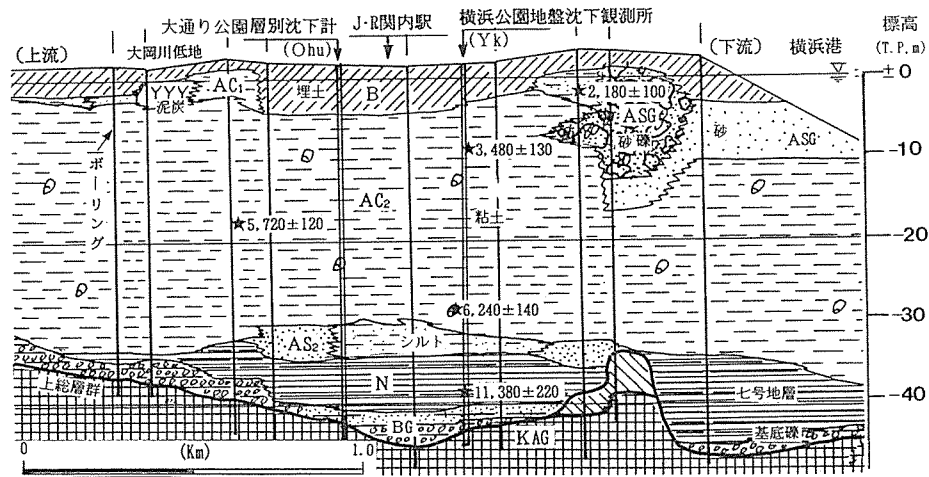 大通り公園層別沈下計
J·R関内駅
横浜公園地盤沈下観測所
標高
(T.P.m)
(上流)
大岡川低地
(Ohu)
(Yk)
(下流)
横浜港
±0
-10
-20
-30
-40
YYY
泥炭
AC₁
埋土
B
★2,180±100
ASG
砂礫
砂
ASG
★3,480±130
ボーリング
AC₂
粘土
★5,720±120
★6,240±140
AS₂
シルト
N
★11,380±220
七号地層
上総層群
BG
KAG
基底礫
0
(Km)
1.0